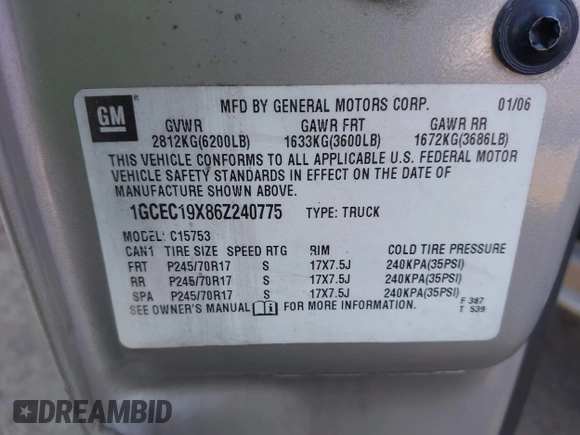 GM
MFD BY GENERAL MOTORS CORP. 01/06
GVWR GAWR FRT GAWR RR
2812KG(6200LB) 1633KG(3600LB) 1672KG(3686LB)
THIS VEHICLE CONFORMS TO ALL APPLICABLE U.S. FEDERAL MOTOR
VEHICLE SAFETY STANDARDS IN EFFECT ON THE DATE OF
MANUFACTURE SHOWN ABOVE.
1GCEC19X86Z240775 TYPE: TRUCK
MODEL: C15753
CAN1 TIRE SIZE SPEED RTG RIM COLD TIRE PRESSURE
FRT P245/70R17 S 17X7.5J 240KPA(35PSI)
RR P245/70R17 S 17X7.5J 240KPA(35PSI)
SPA P245/70R17 S 17X7.5J 240KPA(35PSI)
SEE OWNER'S MANUAL FOR MORE INFORMATION. F 387
T 539
DREAMBID